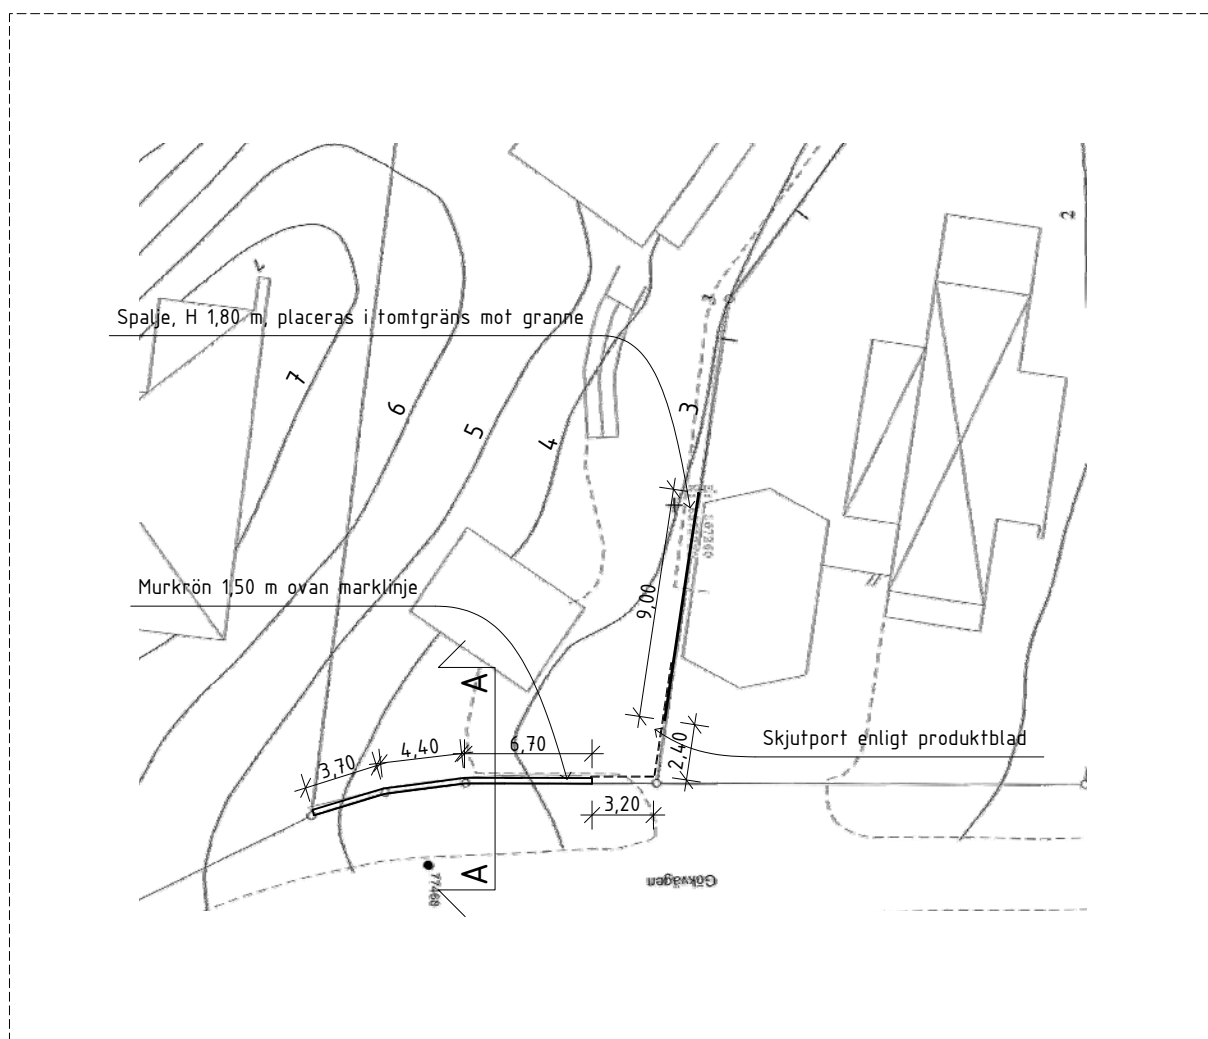 2
Spalje, H 1,80 m, placeras i tomtgräns mot granne
7
6
5
4
3
9,00
Murkrön 1,50 m ovan marklinje
A
Skjutport enligt produktblad
2,40
3,70
4,40
6,70
3,20
A
77468
Gökvägen